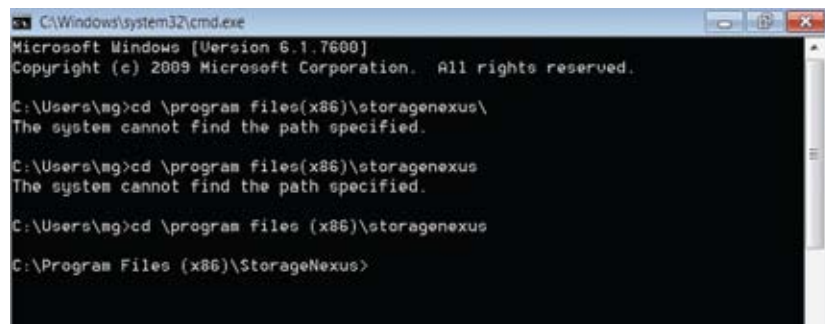 C:\Windows\system32\cmd.exe
Microsoft Windows [Version 6.1.7600]
Copyright (c) 2009 Microsoft Corporation.  All rights reserved.
C:\Users\mg>cd \program files(x86)\storagenexus\
The system cannot find the path specified.
C:\Users\mg>cd \program files(x86)\storagenexus
The system cannot find the path specified.
C:\Users\mg>cd \program files (x86)\storagenexus
C:\Program Files (x86)\StorageNexus>